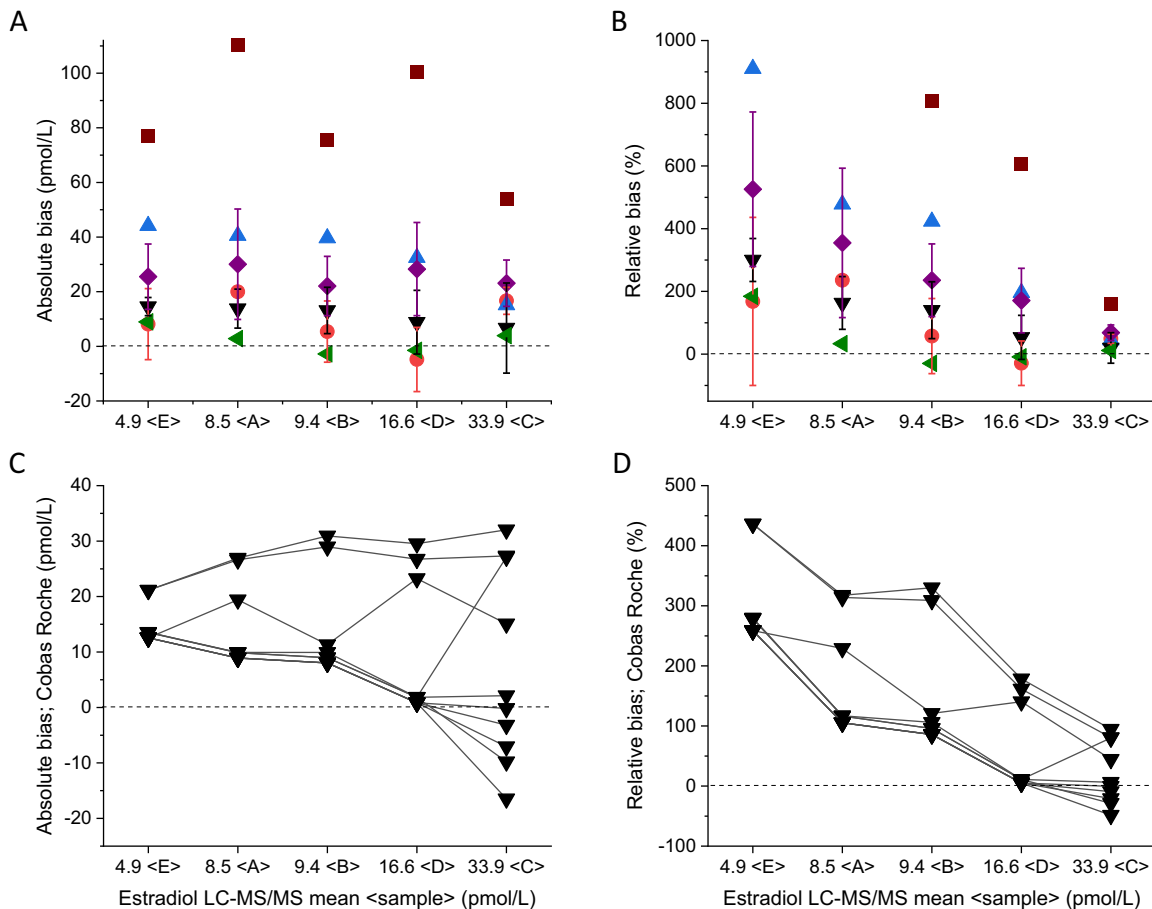 A
Absolute bias (pmol/L)
100
80
60
40
20
0
-20
4.9 <E> 8.5 <A> 9.4 <B> 16.6 <D> 33.9 <C>
B
Relative bias (%)
1000
800
600
400
200
0
4.9 <E> 8.5 <A> 9.4 <B> 16.6 <D> 33.9 <C>
C
Absolute bias; Cobas Roche (pmol/L)
40
30
20
10
0
-10
-20
4.9 <E> 8.5 <A> 9.4 <B> 16.6 <D> 33.9 <C>
Estradiol LC-MS/MS mean <sample> (pmol/L)
D
Relative bias; Cobas Roche (%)
500
400
300
200
100
0
-100
4.9 <E> 8.5 <A> 9.4 <B> 16.6 <D> 33.9 <C>
Estradiol LC-MS/MS mean <sample> (pmol/L)